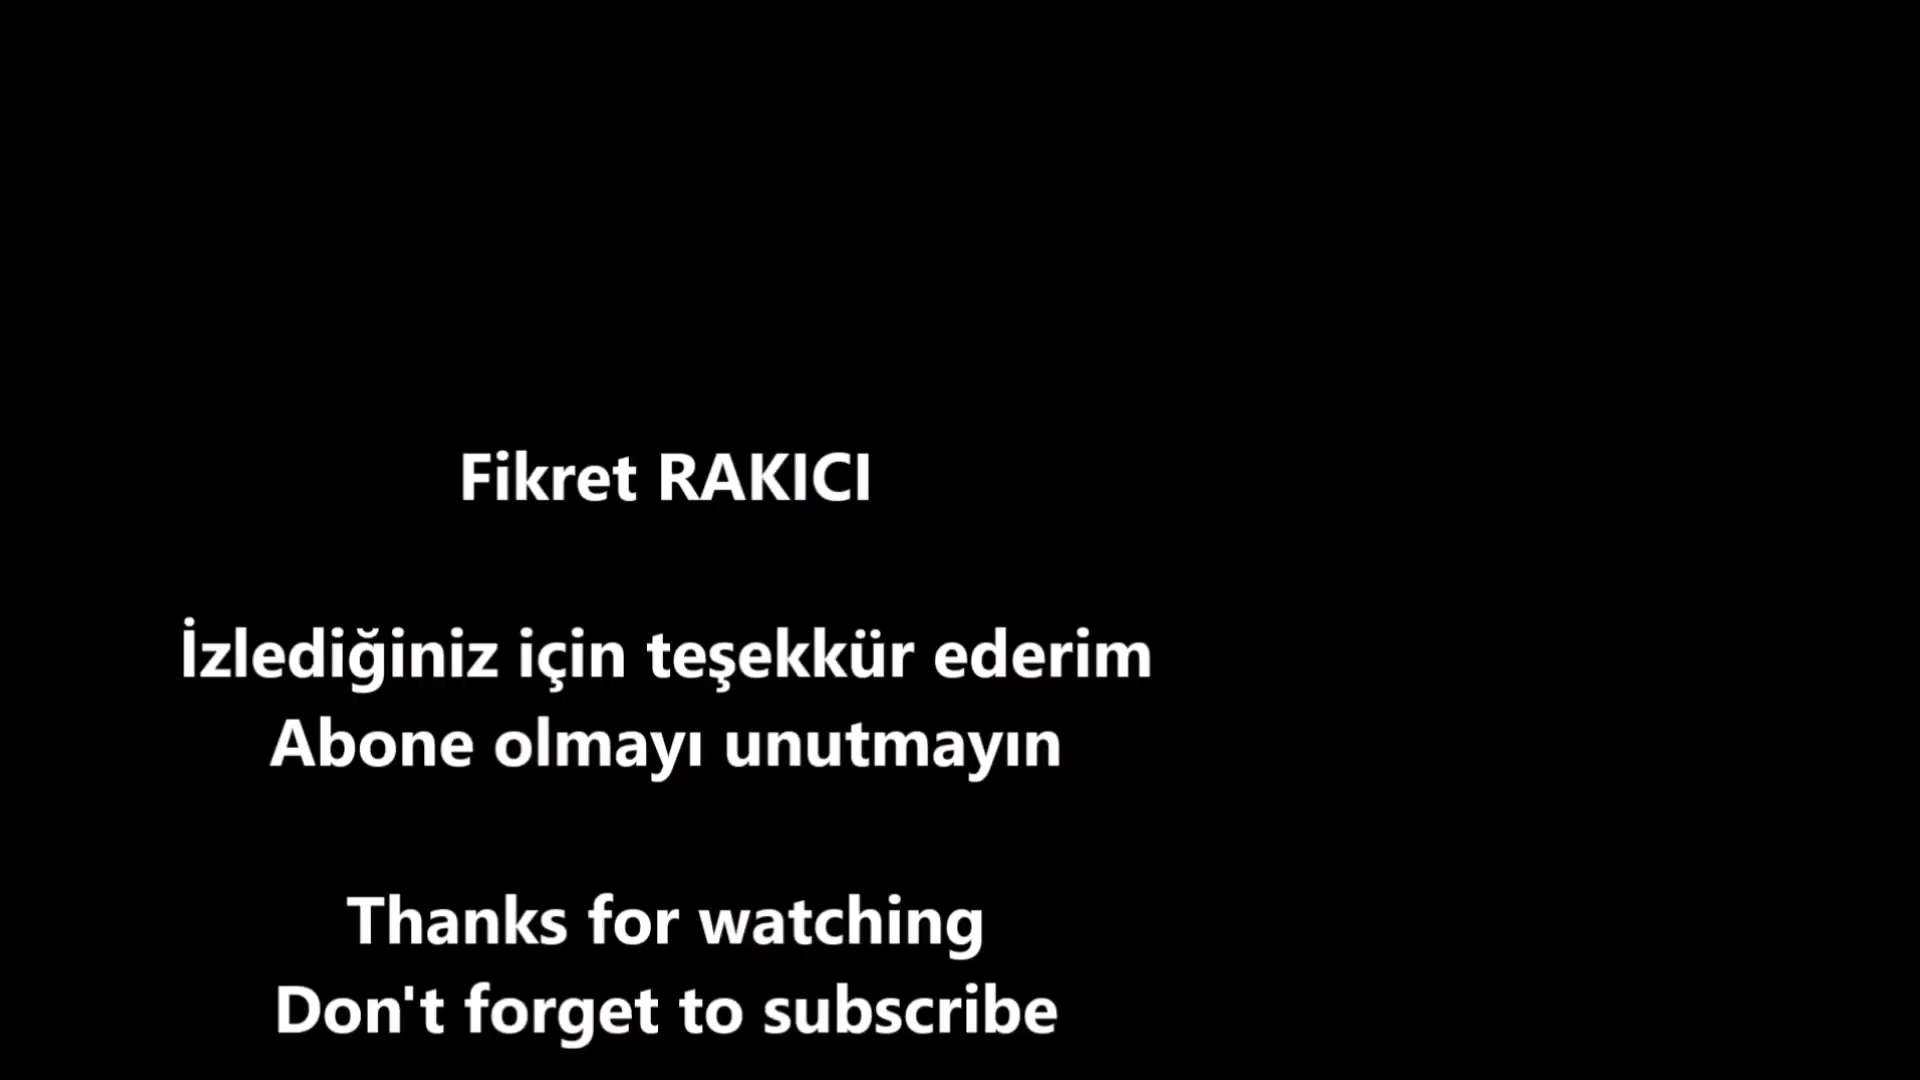 Fikret RAKICI
İzlediğiniz için teşekkür ederim
Abone olmayı unutmayın
Thanks for watching
Don't forget to subscribe